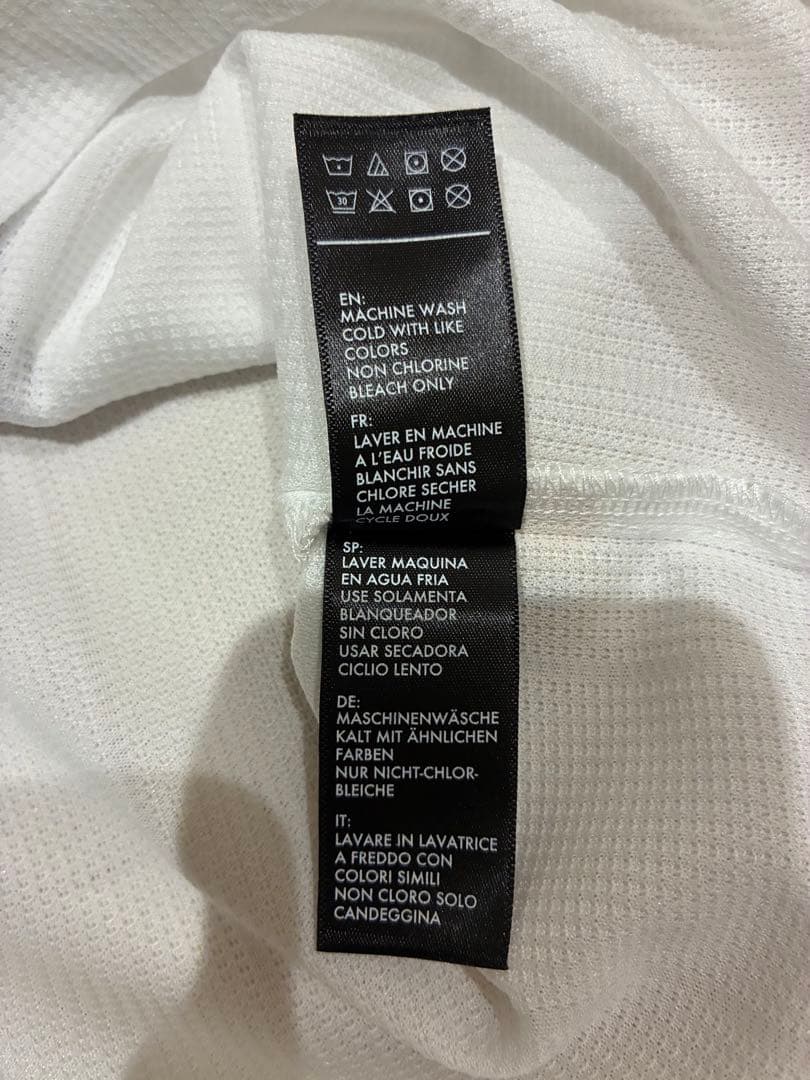 30
EN:
MACHINE WASH
COLD WITH LIKE
COLORS
NON CHLORINE
BLEACH ONLY
FR:
LAVER EN MACHINE
A L'EAU FROIDE
BLANCHIR SANS
CHLORE SECHER
LA MACHINE
CYCLE DOUX
SP:
LAVER MAQUINA
EN AGUA FRIA
USE SOLAMENTA
BLANQUEADOR
SIN CLORO
USAR SECADORA
CICLIO LENTO
DE:
MASCHINENWÄSCHE
KALT MIT ÄHNLICHEN
FARBEN
NUR NICHT-CHLOR-
BLEICHE
IT:
LAVARE IN LAVATRICE
A FREDDO CON
COLORI SIMILI
NON CLORO SOLO
CANDEGGINA